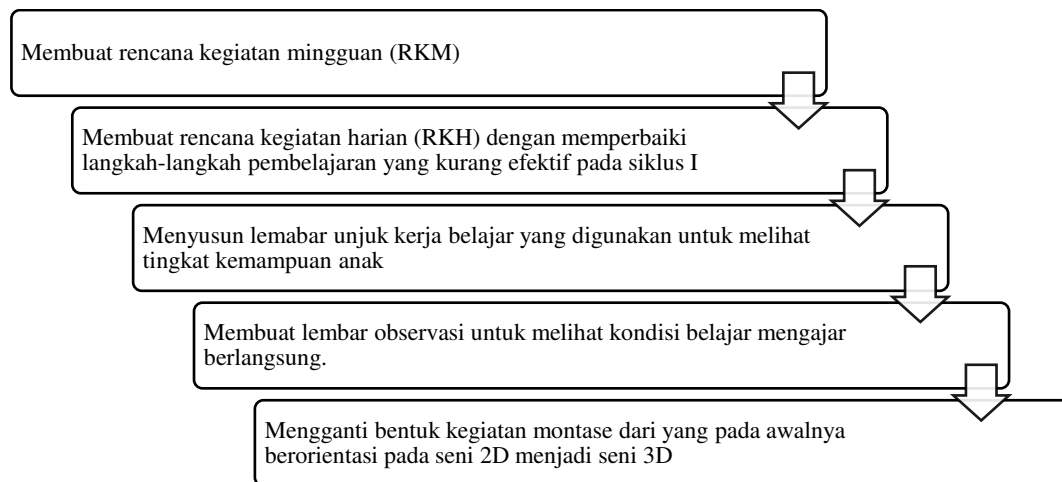 Membuat rencana kegiatan mingguan (RKM)
Membuat rencana kegiatan harian (RKH) dengan memperbaiki
langkah-langkah pembelajaran yang kurang efektif pada siklus I
Menyusun lemabar unjuk kerja belajar yang digunakan untuk melihat
tingkat kemampuan anak
Membuat lembar observasi untuk melihat kondisi belajar mengajar
berlangsung.
Mengganti bentuk kegiatan montase dari yang pada awalnya
berorientasi pada seni 2D menjadi seni 3D